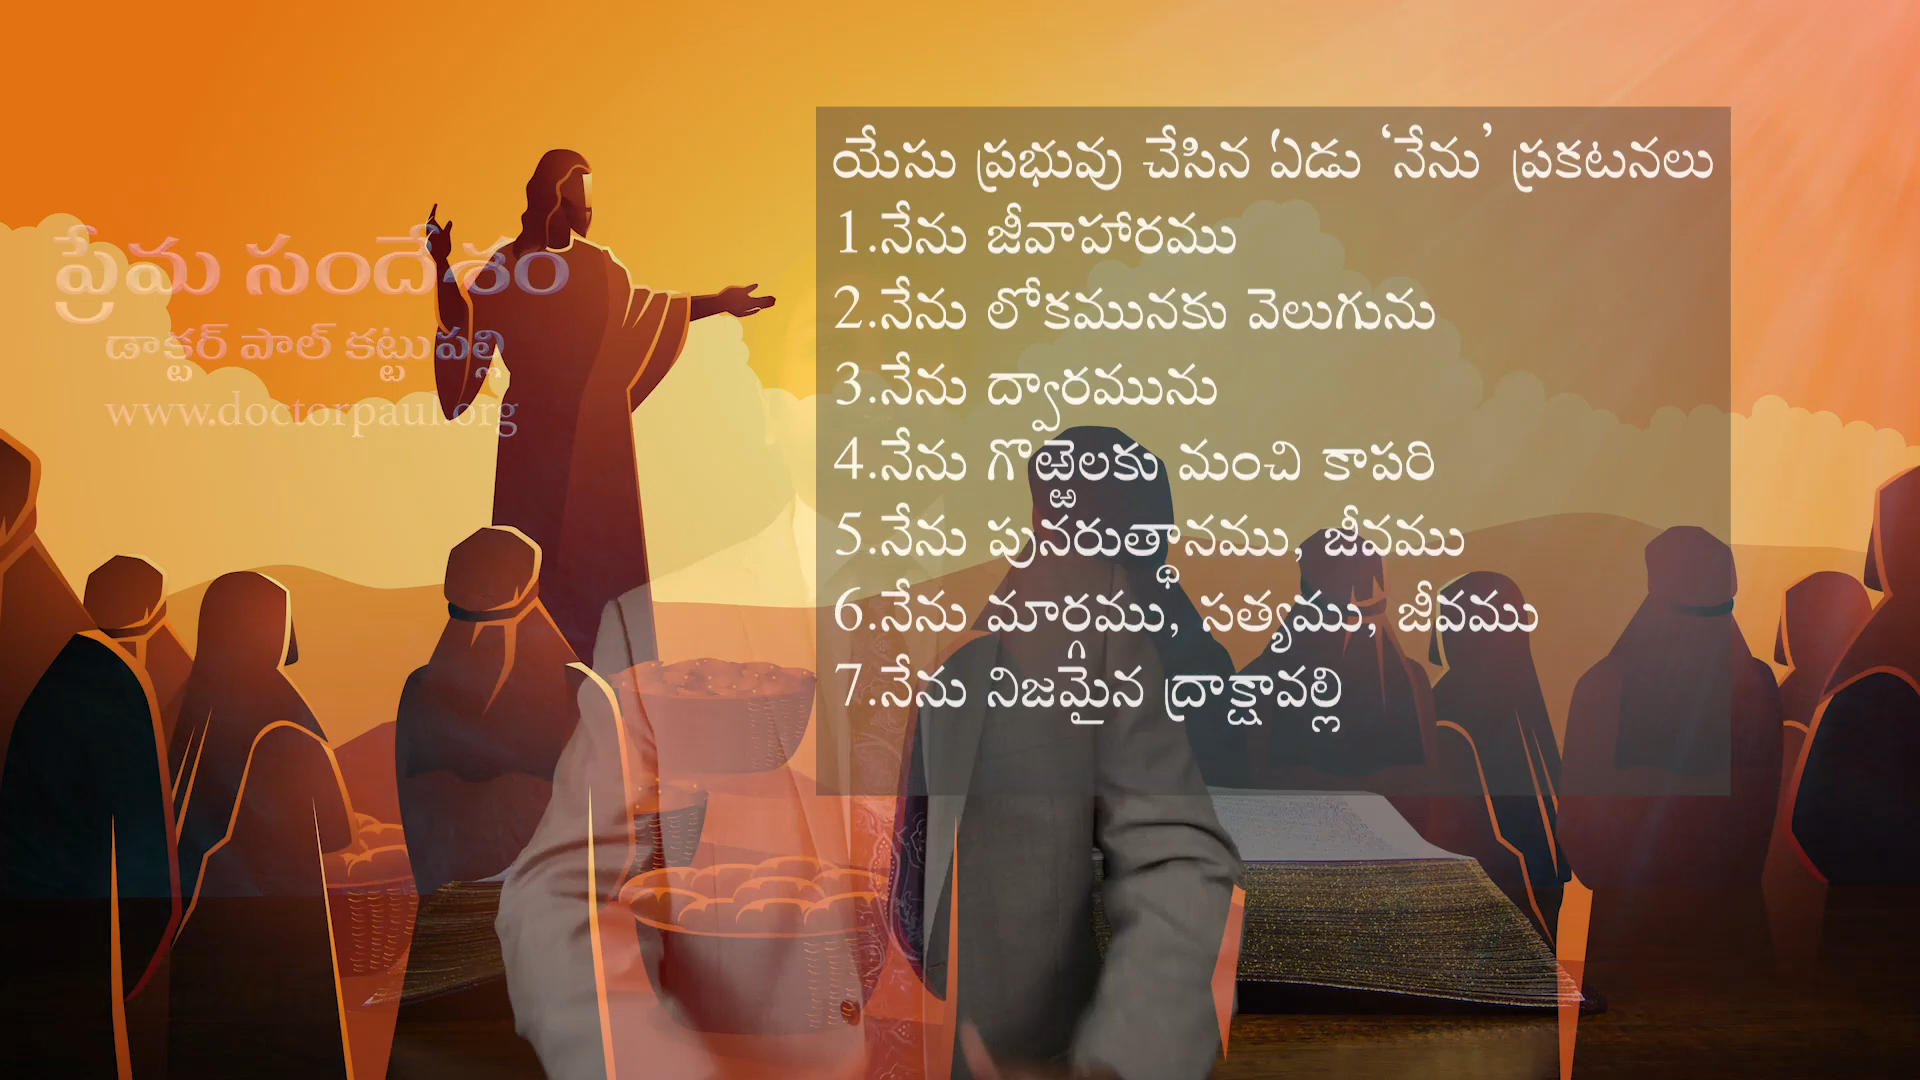 ప్రేమ సందేశం
డాక్టర్ పాల్ కట్టుపల్లి
www.doctorpaul.org
యేసు ప్రభువు చేసిన ఏడు ‘నేను’ ప్రకటనలు
1.నేను జీవాహారము
2.నేను లోకమునకు వెలుగును
3.నేను ద్వారమును
4.నేను గొఱ్ఱెలకు మంచి కాపరి
5.నేను పునరుత్థానము, జీవము
6.నేను మార్గము, సత్యము, జీవము
7.నేను నిజమైన ద్రాక్షావల్లి